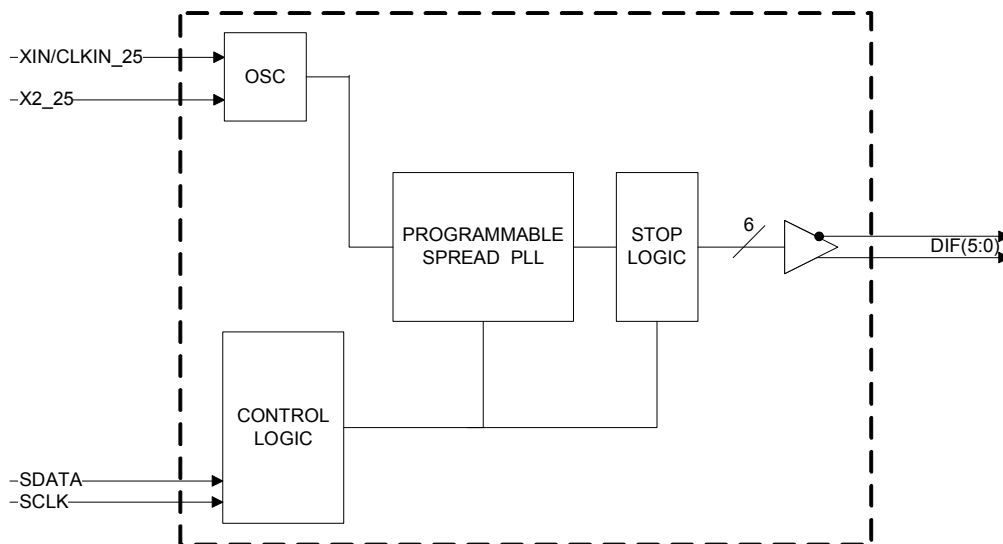 XIN/CLKIN_25
X2_25
OSC
PROGRAMMABLE
SPREAD PLL
STOP
LOGIC
6
DIF(5:0)
CONTROL
LOGIC
SDATA
SCLK